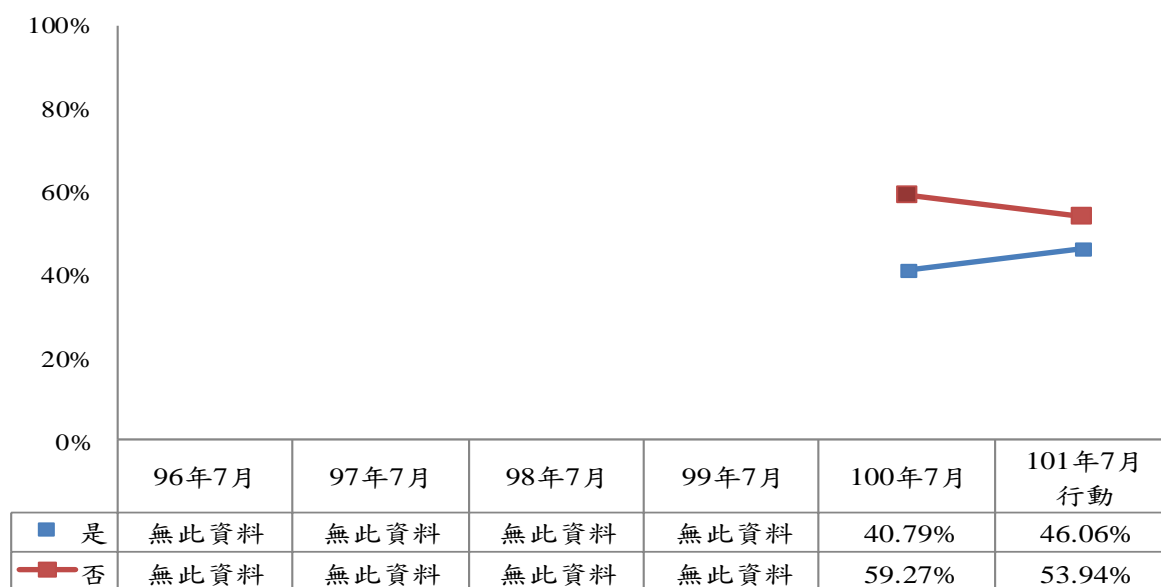 100%
80%
60%
40%
20%
0%
96年7月 97年7月 98年7月 99年7月 100年7月 101年7月
行動
是 無此資料 無此資料 無此資料 無此資料 40.79% 46.06%
否 無此資料 無此資料 無此資料 無此資料 59.27% 53.94%